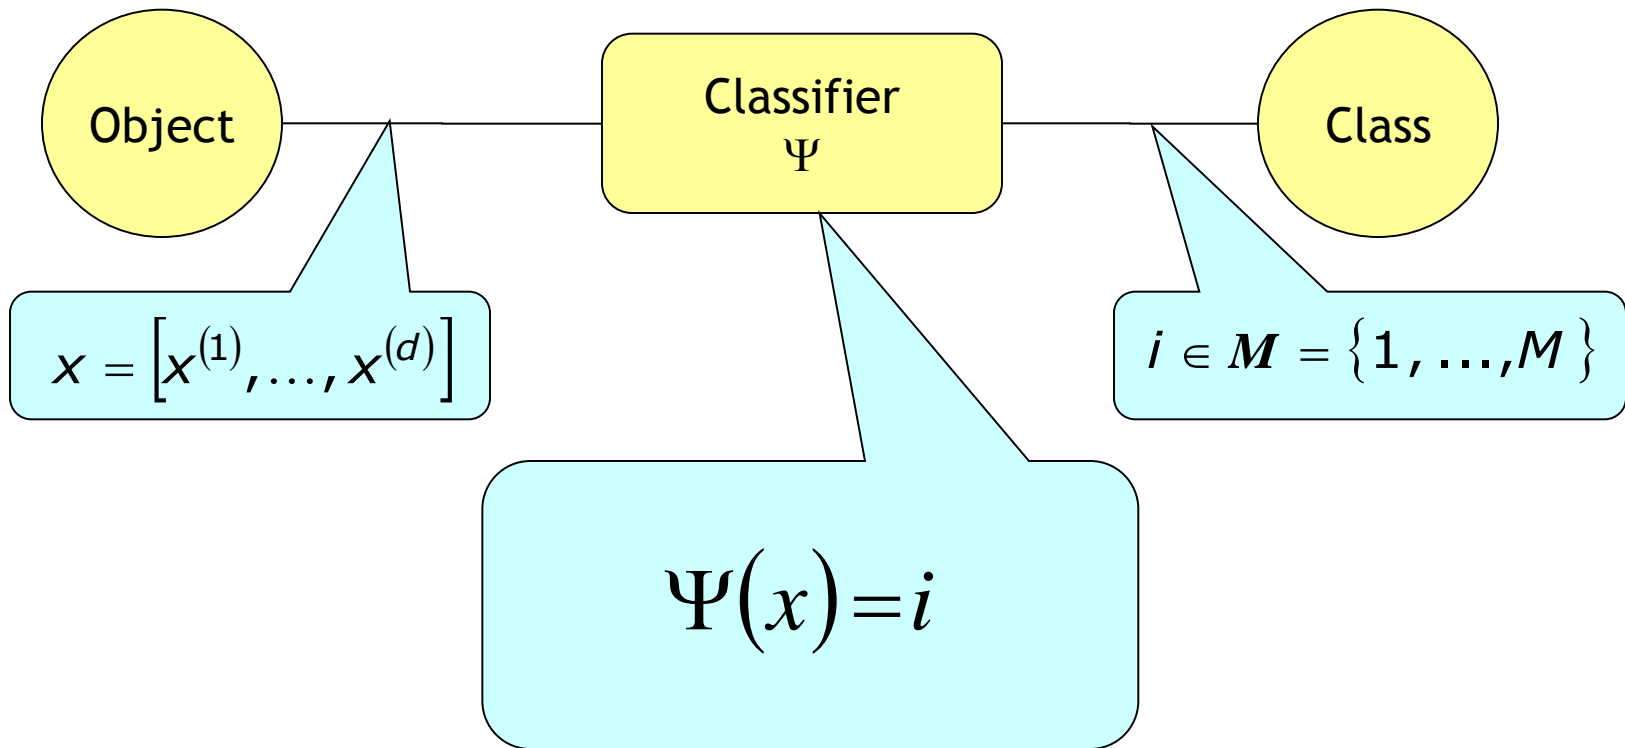 Object
Classifier
Ψ
Class
x = [x⁽¹⁾,…, x⁽ᵈ⁾]
i ∈ M = {1, …,M }
Ψ(x)=i